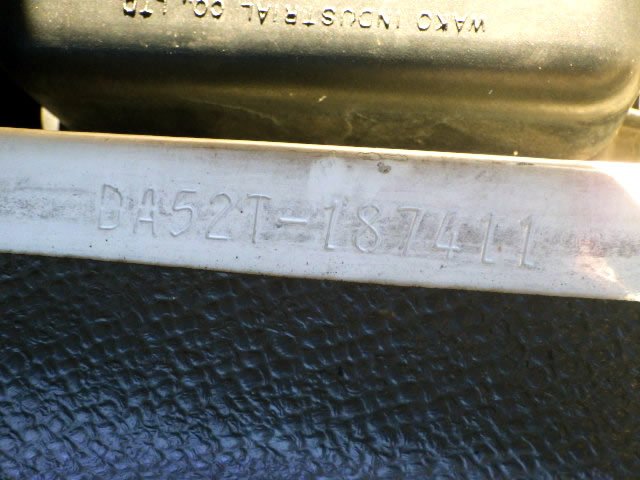 WAKO INDUSTRIAL CO., LTD
DA52T-187411